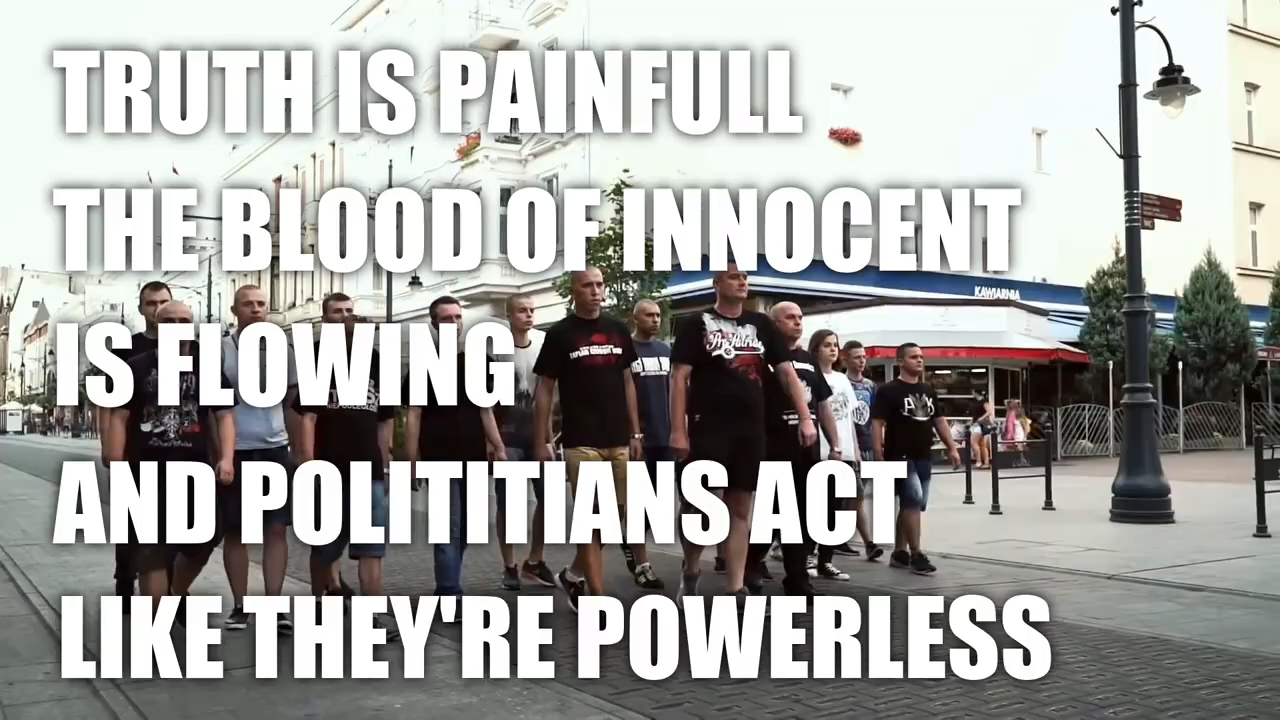 TRUTH IS PAINFULL
THE BLOOD OF INNOCENT
KAWIARNIA
IS FLOWING
AND POLITITIANS ACT
LIKE THEY'RE POWERLESS